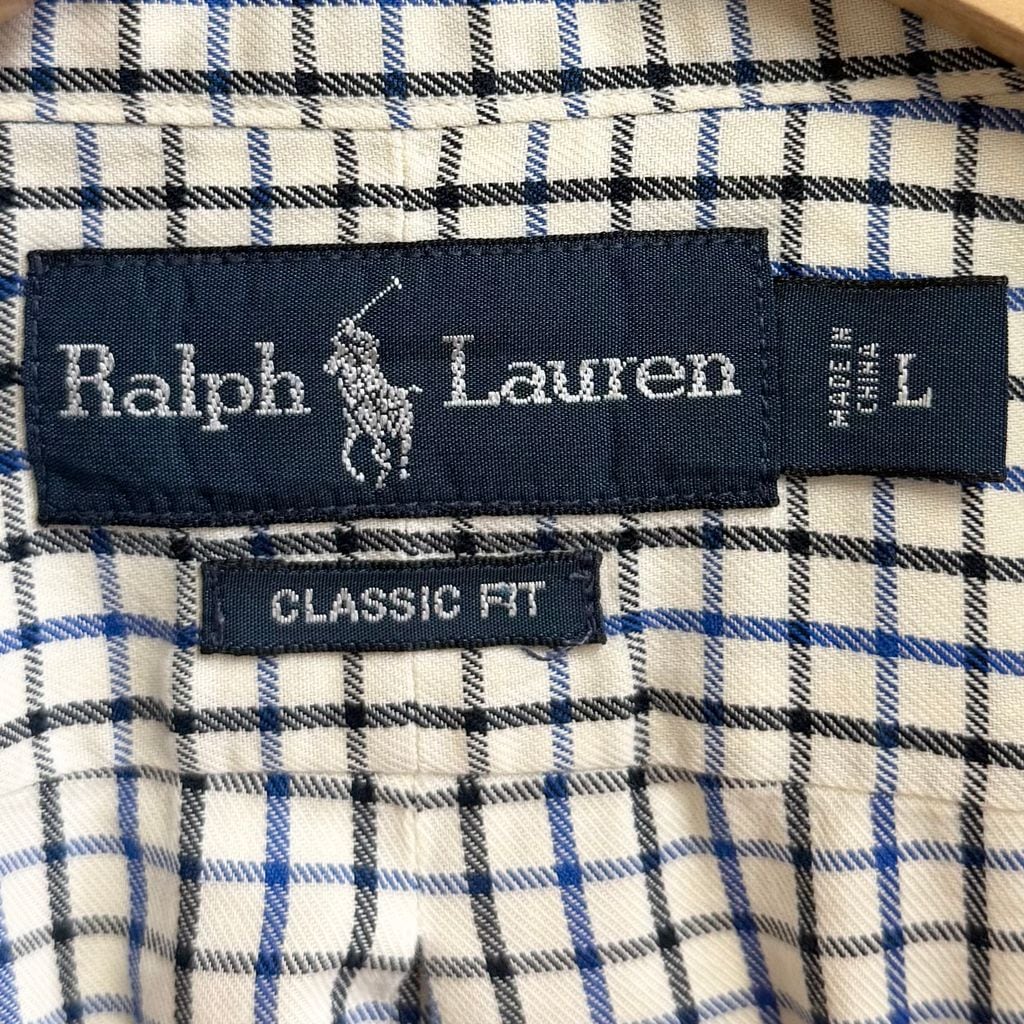 Ralph Lauren
MADE IN
CHINA
L
CLASSIC FIT